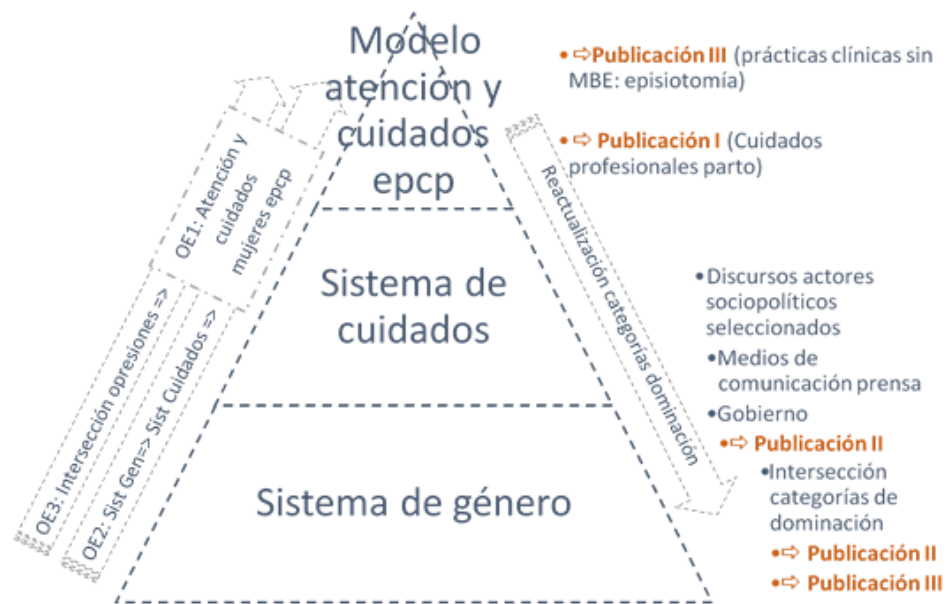 Modelo
atención y
cuidados
epcp
Sistema de
cuidados
Sistema de género
OE1: Atención y
cuidados
mujeres epcp
OE3: Intersección opresiones =>
OE2: Sist Gen=> Sist Cuidados =>
Reactualización categorías dominación
•⇨Publicación III (prácticas clínicas sin
MBE: episiotomía)
•⇨ Publicación I (Cuidados
profesionales parto)
•Discursos actores
sociopolíticos
seleccionados
•Medios de
comunicación prensa
•Gobierno
•⇨ Publicación II
•Intersección
categorías de
dominación
•⇨ Publicación II
•⇨ Publicación III